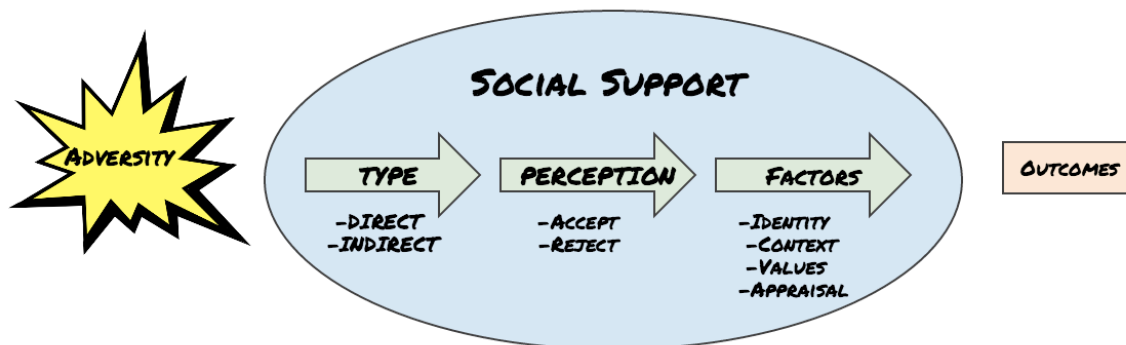 SOCIAL SUPPORT
ADVERSITY
TYPE
-DIRECT
-INDIRECT
PERCEPTION
-ACCEPT
-REJECT
FACTORS
-IDENTITY
-CONTEXT
-VALUES
-APPRAISAL
OUTCOMES